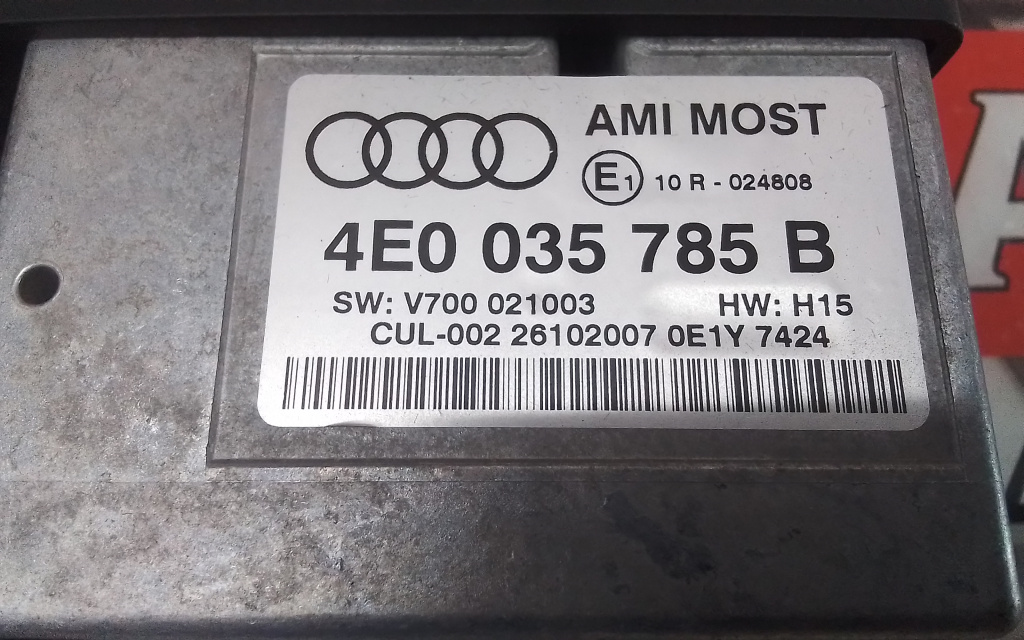 AMI MOST
E1 10 R - 024808
4E0 035 785 B
SW: V700 021003 HW: H15
CUL-002 26102007 0E1Y 7424